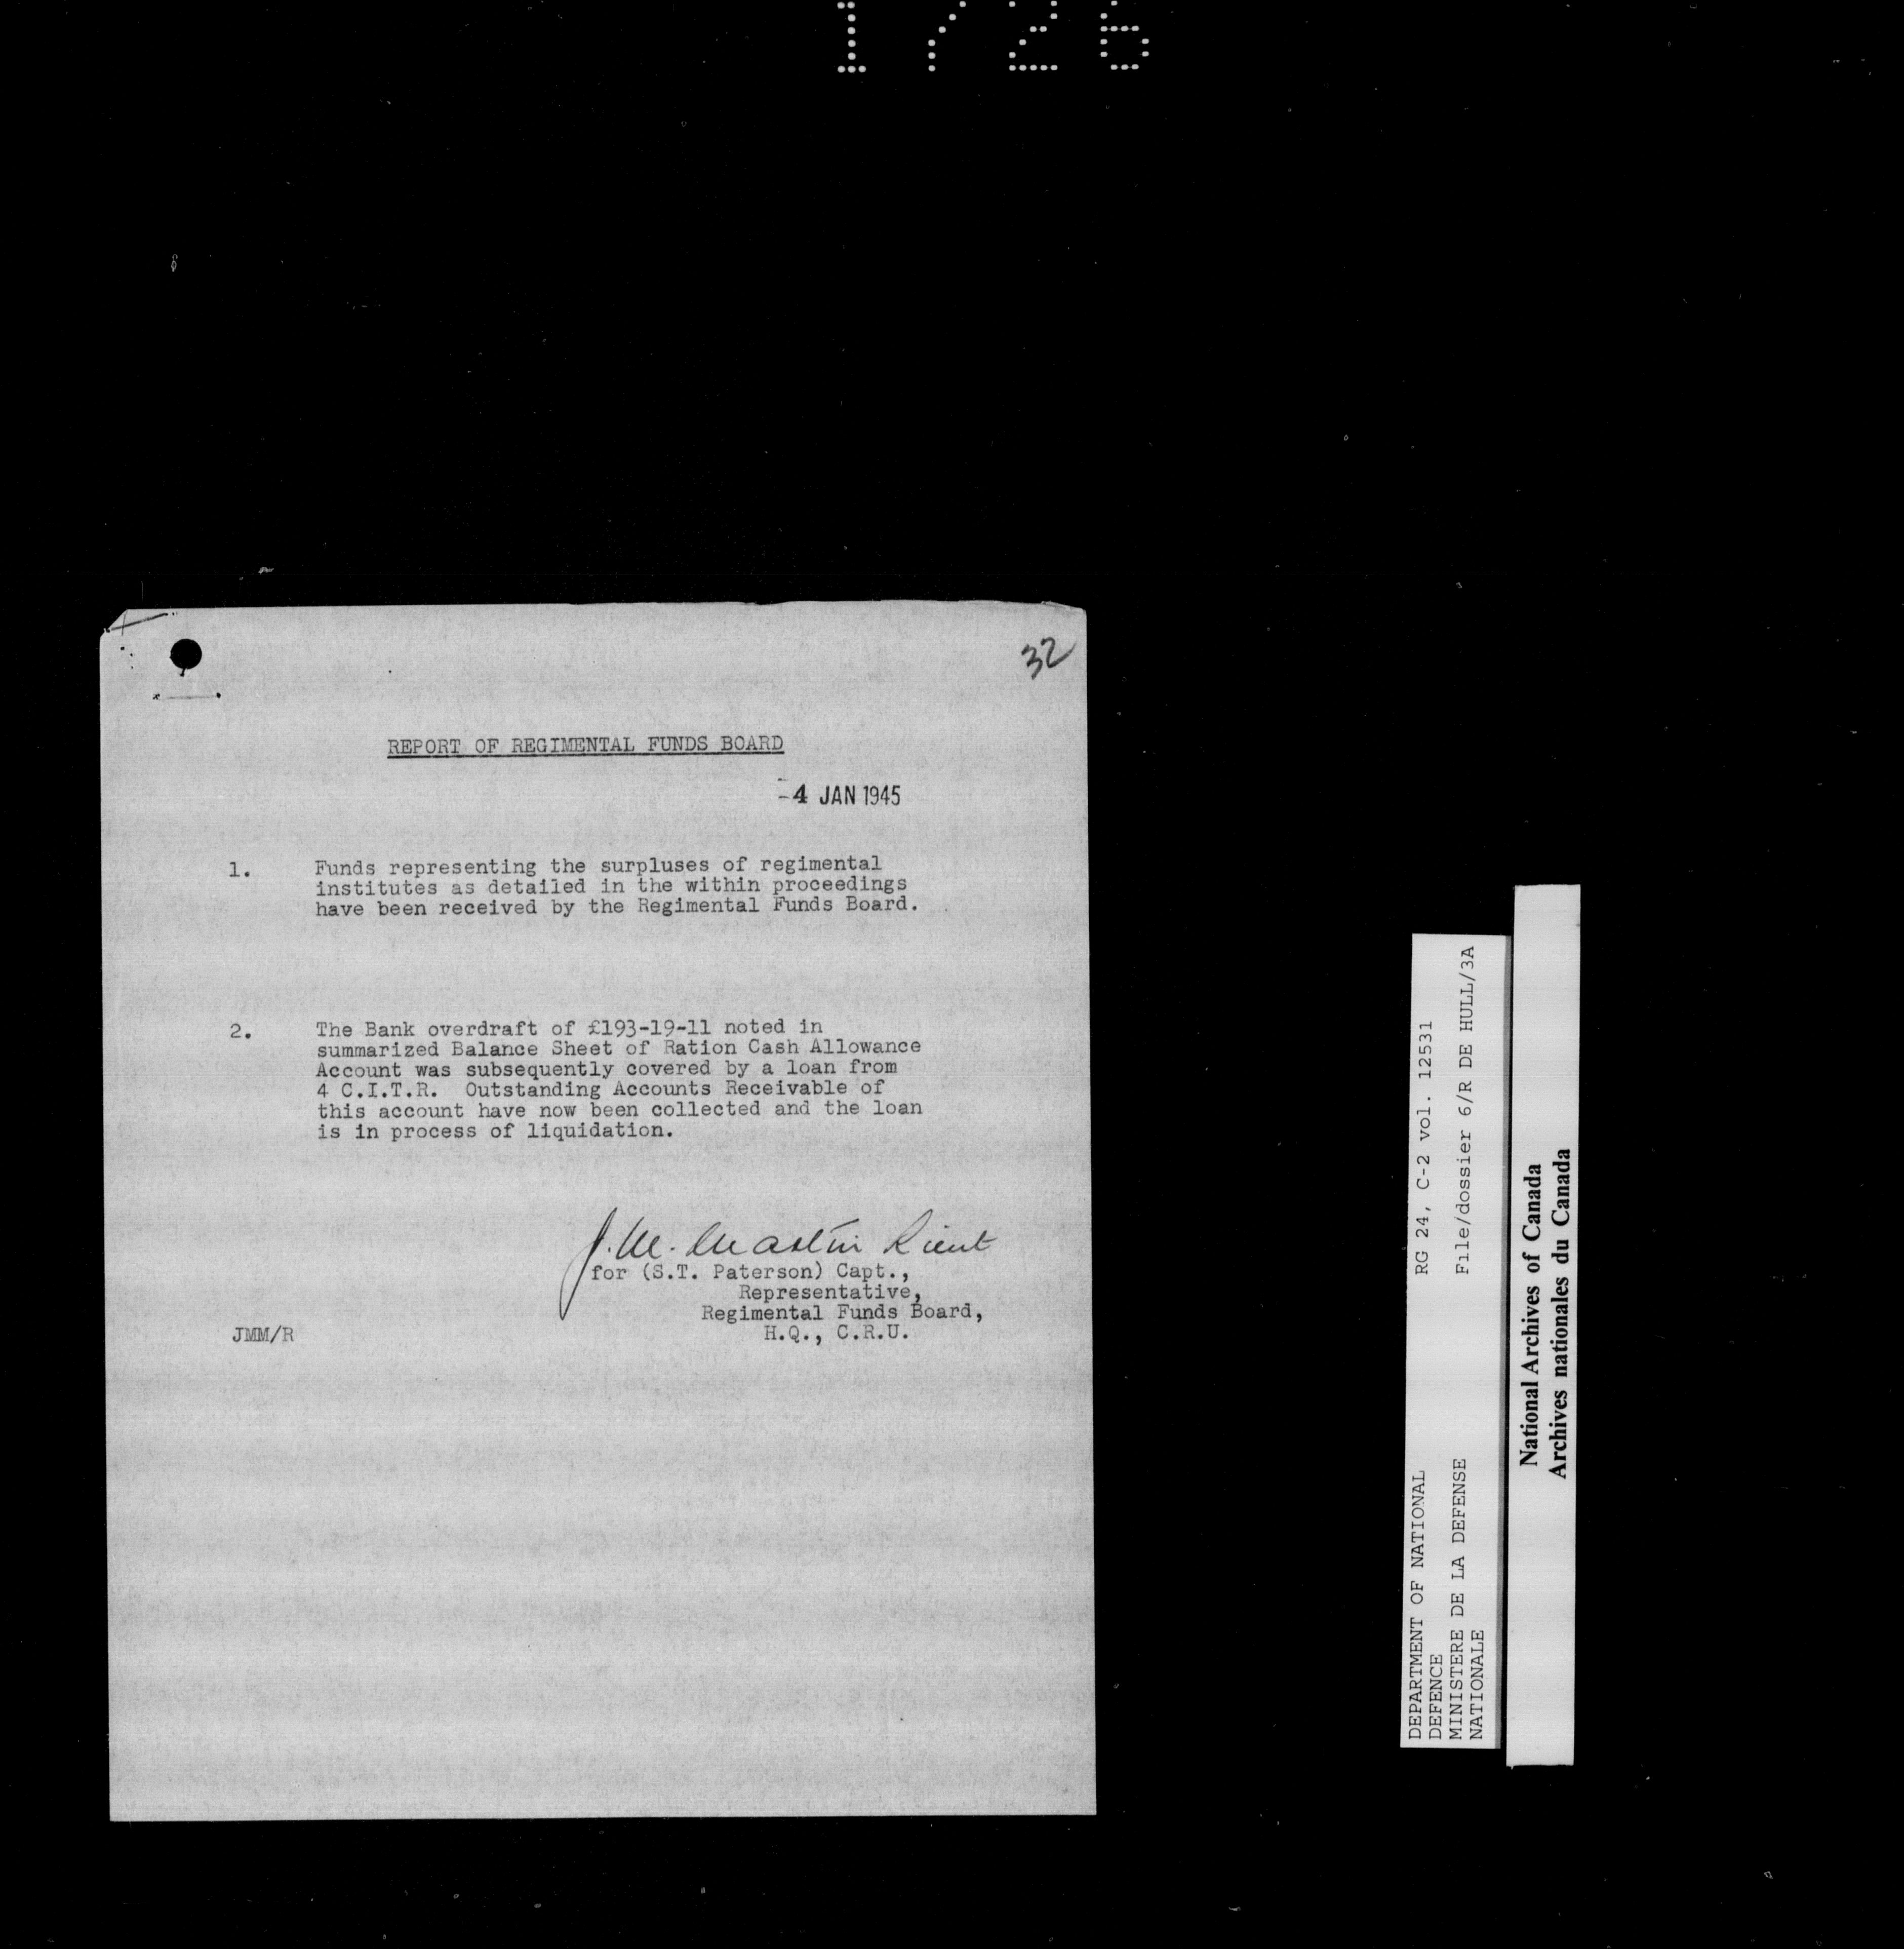 1726
32
REPORT OF REGIMENTAL FUNDS BOARD
-4 JAN 1945
1. Funds representing the surpluses of regimental
institutes as detailed in the within proceedings
have been received by the Regimental Funds Board.
2. The Bank overdraft of £193-19-11 noted in
summarized Balance Sheet of Ration Cash Allowance
Account was subsequently covered by a loan from
4 C.I.T.R. Outstanding Accounts Receivable of
this account have now been collected and the loan
is in process of liquidation.
J.M. Martin Lieut
for (S.T. Paterson) Capt.,
Representative,
Regimental Funds Board,
JMM/R H.Q., C.R.U.
DEPARTMENT OF NATIONAL RG 24, C-2 vol. 12531
DEFENCE
MINISTERE DE LA DEFENSE File/dossier 6/R DE HULL/3A
NATIONALE
National Archives of Canada
Archives nationales du Canada